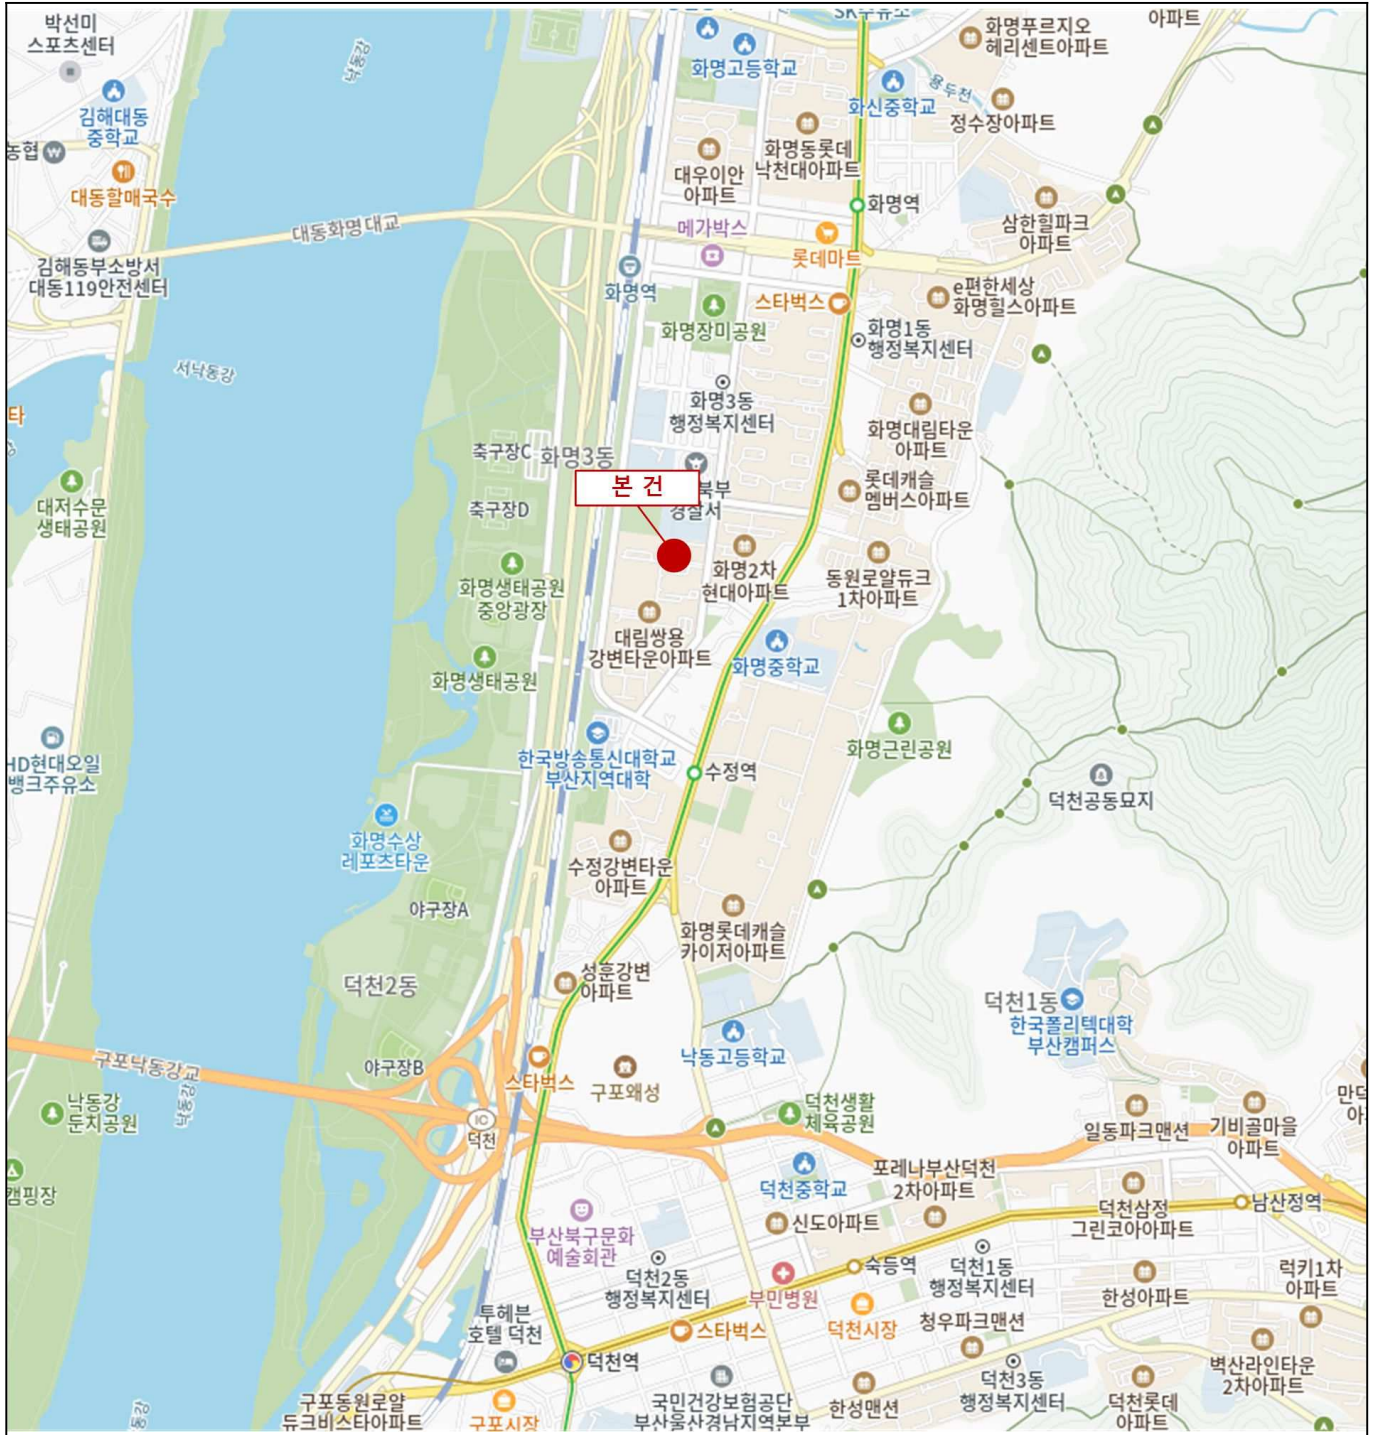 박선미
스포츠센터
낙동강
김해대동
중학교
농협
대동할매국수
김해동부소방서
대동119안전센터
대동화명대교
서낙동강
타
대저수문
생태공원
HD현대오일
뱅크주유소
SK주유소
화명고등학교
화신중학교
화명푸르지오
헤리센트아파트
아파트
용두천
정수장아파트
대우이안
아파트
화명동롯데
낙천대아파트
화명역
삼한힐파크
아파트
메가박스
롯데마트
화명역
스타벅스
e편한세상
화명힐스아파트
화명장미공원
화명1동
행정복지센터
화명3동
행정복지센터
화명대림타운
아파트
축구장C
화명3동
본 건
북부
경찰서
롯데캐슬
멤버스아파트
축구장D
화명생태공원
중앙광장
화명2차
현대아파트
동원로얄듀크
1차아파트
대림쌍용
강변타운아파트
화명중학교
화명생태공원
한국방송통신대학교
부산지역대학
수정역
화명근린공원
덕천공동묘지
화명수상
레포츠타운
수정강변타운
아파트
야구장A
화명롯데캐슬
카이저아파트
덕천2동
성훈강변
아파트
덕천1동
한국폴리텍대학
부산캠퍼스
낙동고등학교
구포낙동강교
낙동강
야구장B
스타벅스
구포왜성
낙동강
둔치공원
IC
덕천
덕천생활
체육공원
일동파크맨션
기비골마을
아파트
만덕
아
캠핑장
덕천중학교
포레나부산덕천
2차아파트
신도아파트
덕천삼정
그린코아아파트
남산정역
부산북구문화
예술회관
덕천2동
행정복지센터
부민병원
숙등역
덕천1동
행정복지센터
한성아파트
럭키1차
아파트
투헤븐
호텔 덕천
스타벅스
덕천시장
청우파크맨션
덕천역
구포동원로얄
듀크비스타아파트
구포시장
국민건강보험공단
부산울산경남지역본부
한성맨션
덕천3동
행정복지센터
덕천롯데
아파트
벽산라인타운
2차아파트